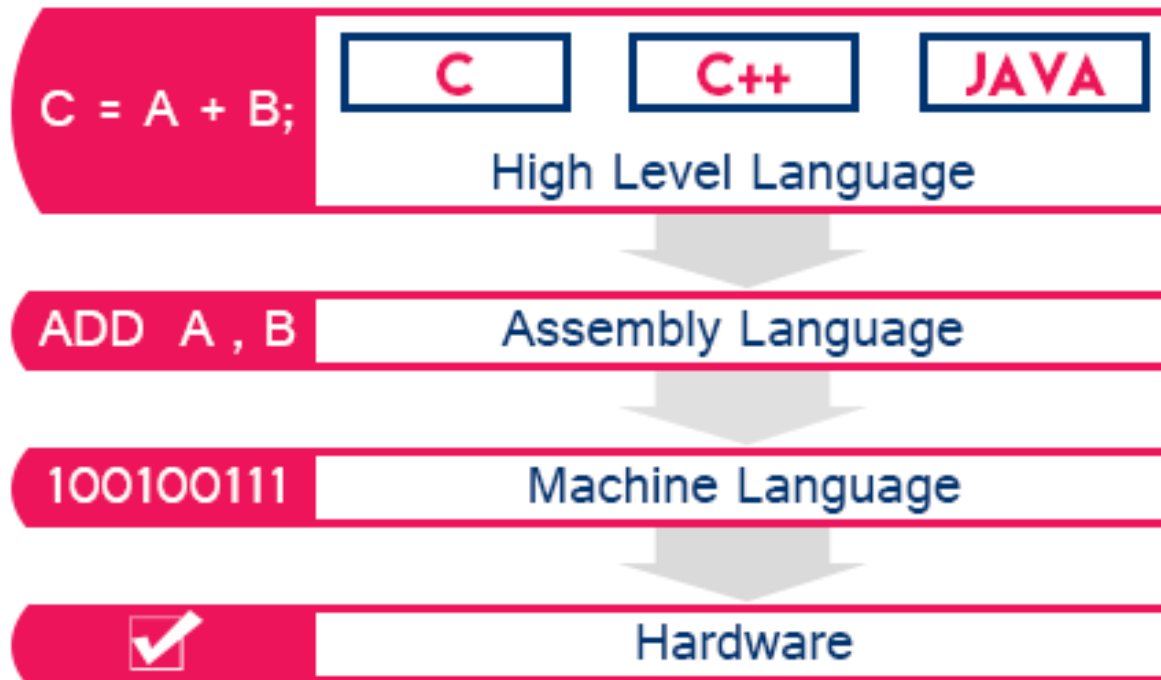 C = A + B;
C
C++
JAVA
High Level Language
ADD A , B
Assembly Language
100100111
Machine Language
Hardware